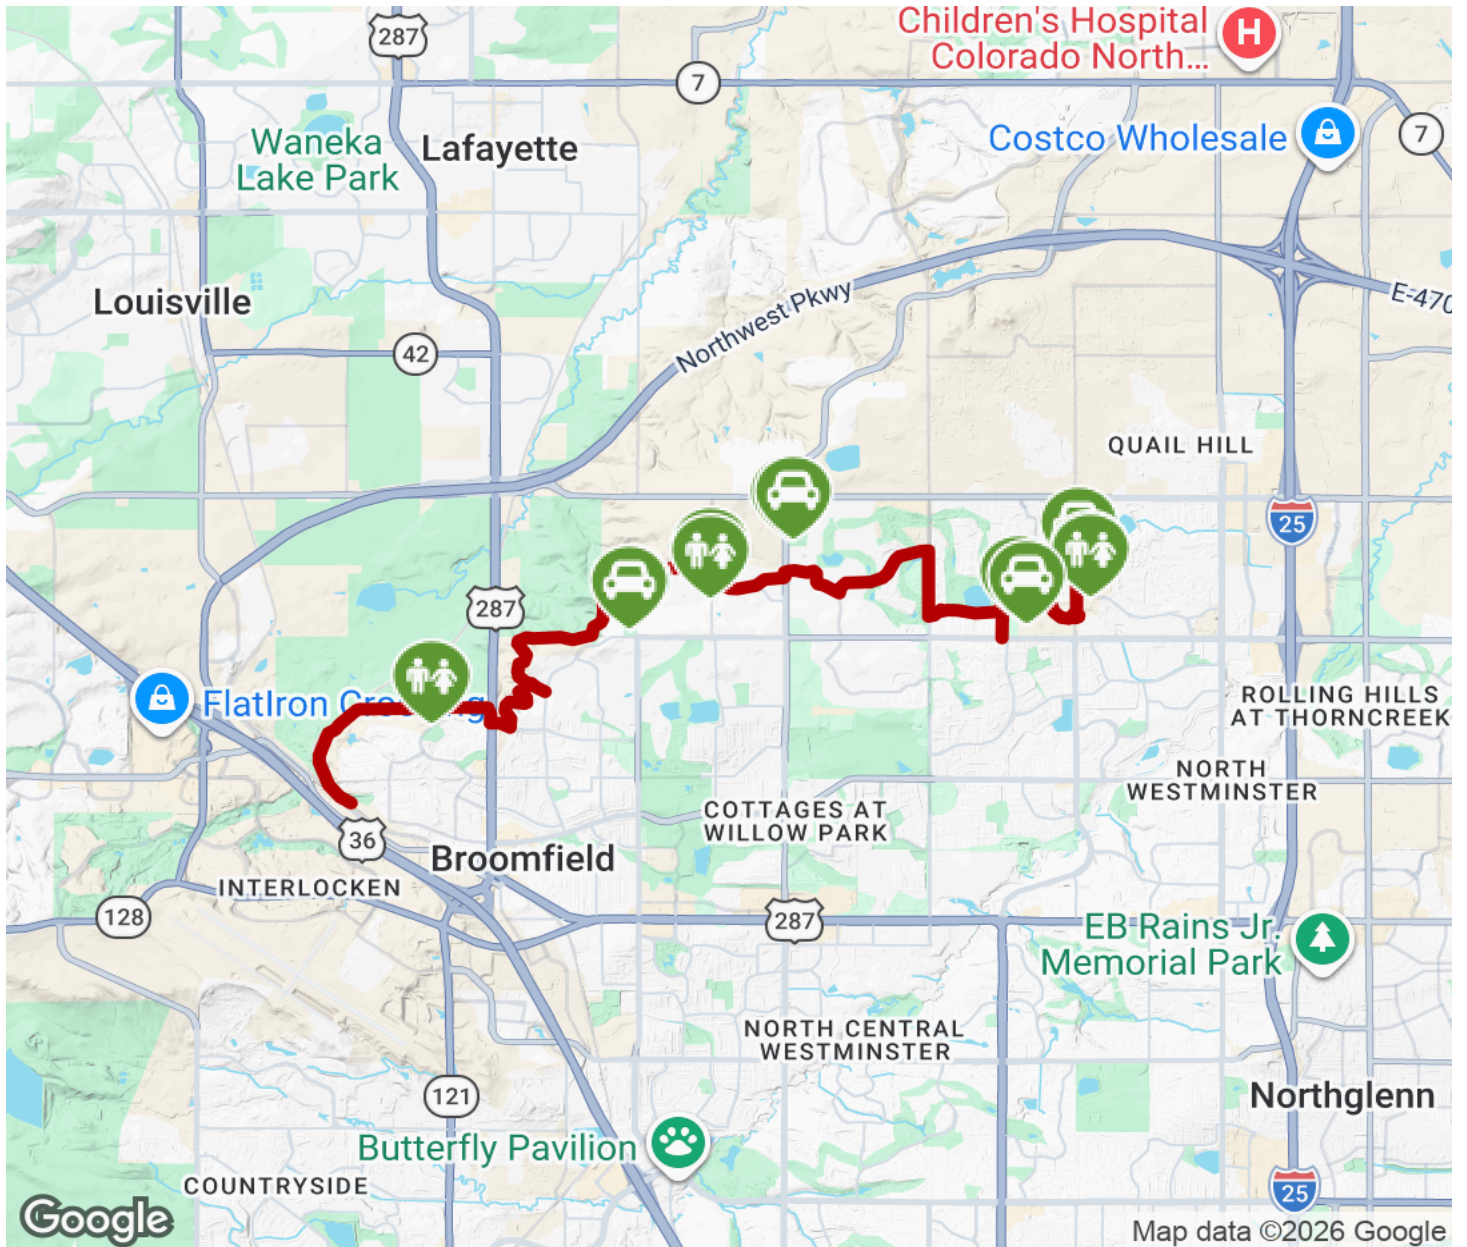 Children's Hospital
Colorado North...
H
287
7
Costco Wholesale
7
Waneka
Lake Park
Lafayette
E-470
Louisville
Northwest Pkwy
42
QUAIL HILL
25
287
ROLLING HILLS
AT THORNCREEK
FlatIron Cro
ng
NORTH
WESTMINSTER
COTTAGES AT
WILLOW PARK
36
Broomfield
INTERLOCKEN
128
287
EB Rains Jr.
Memorial Park
NORTH CENTRAL
WESTMINSTER
121
Northglenn
Butterfly Pavilion
COUNTRYSIDE
25
Google
Map data ©2026 Google